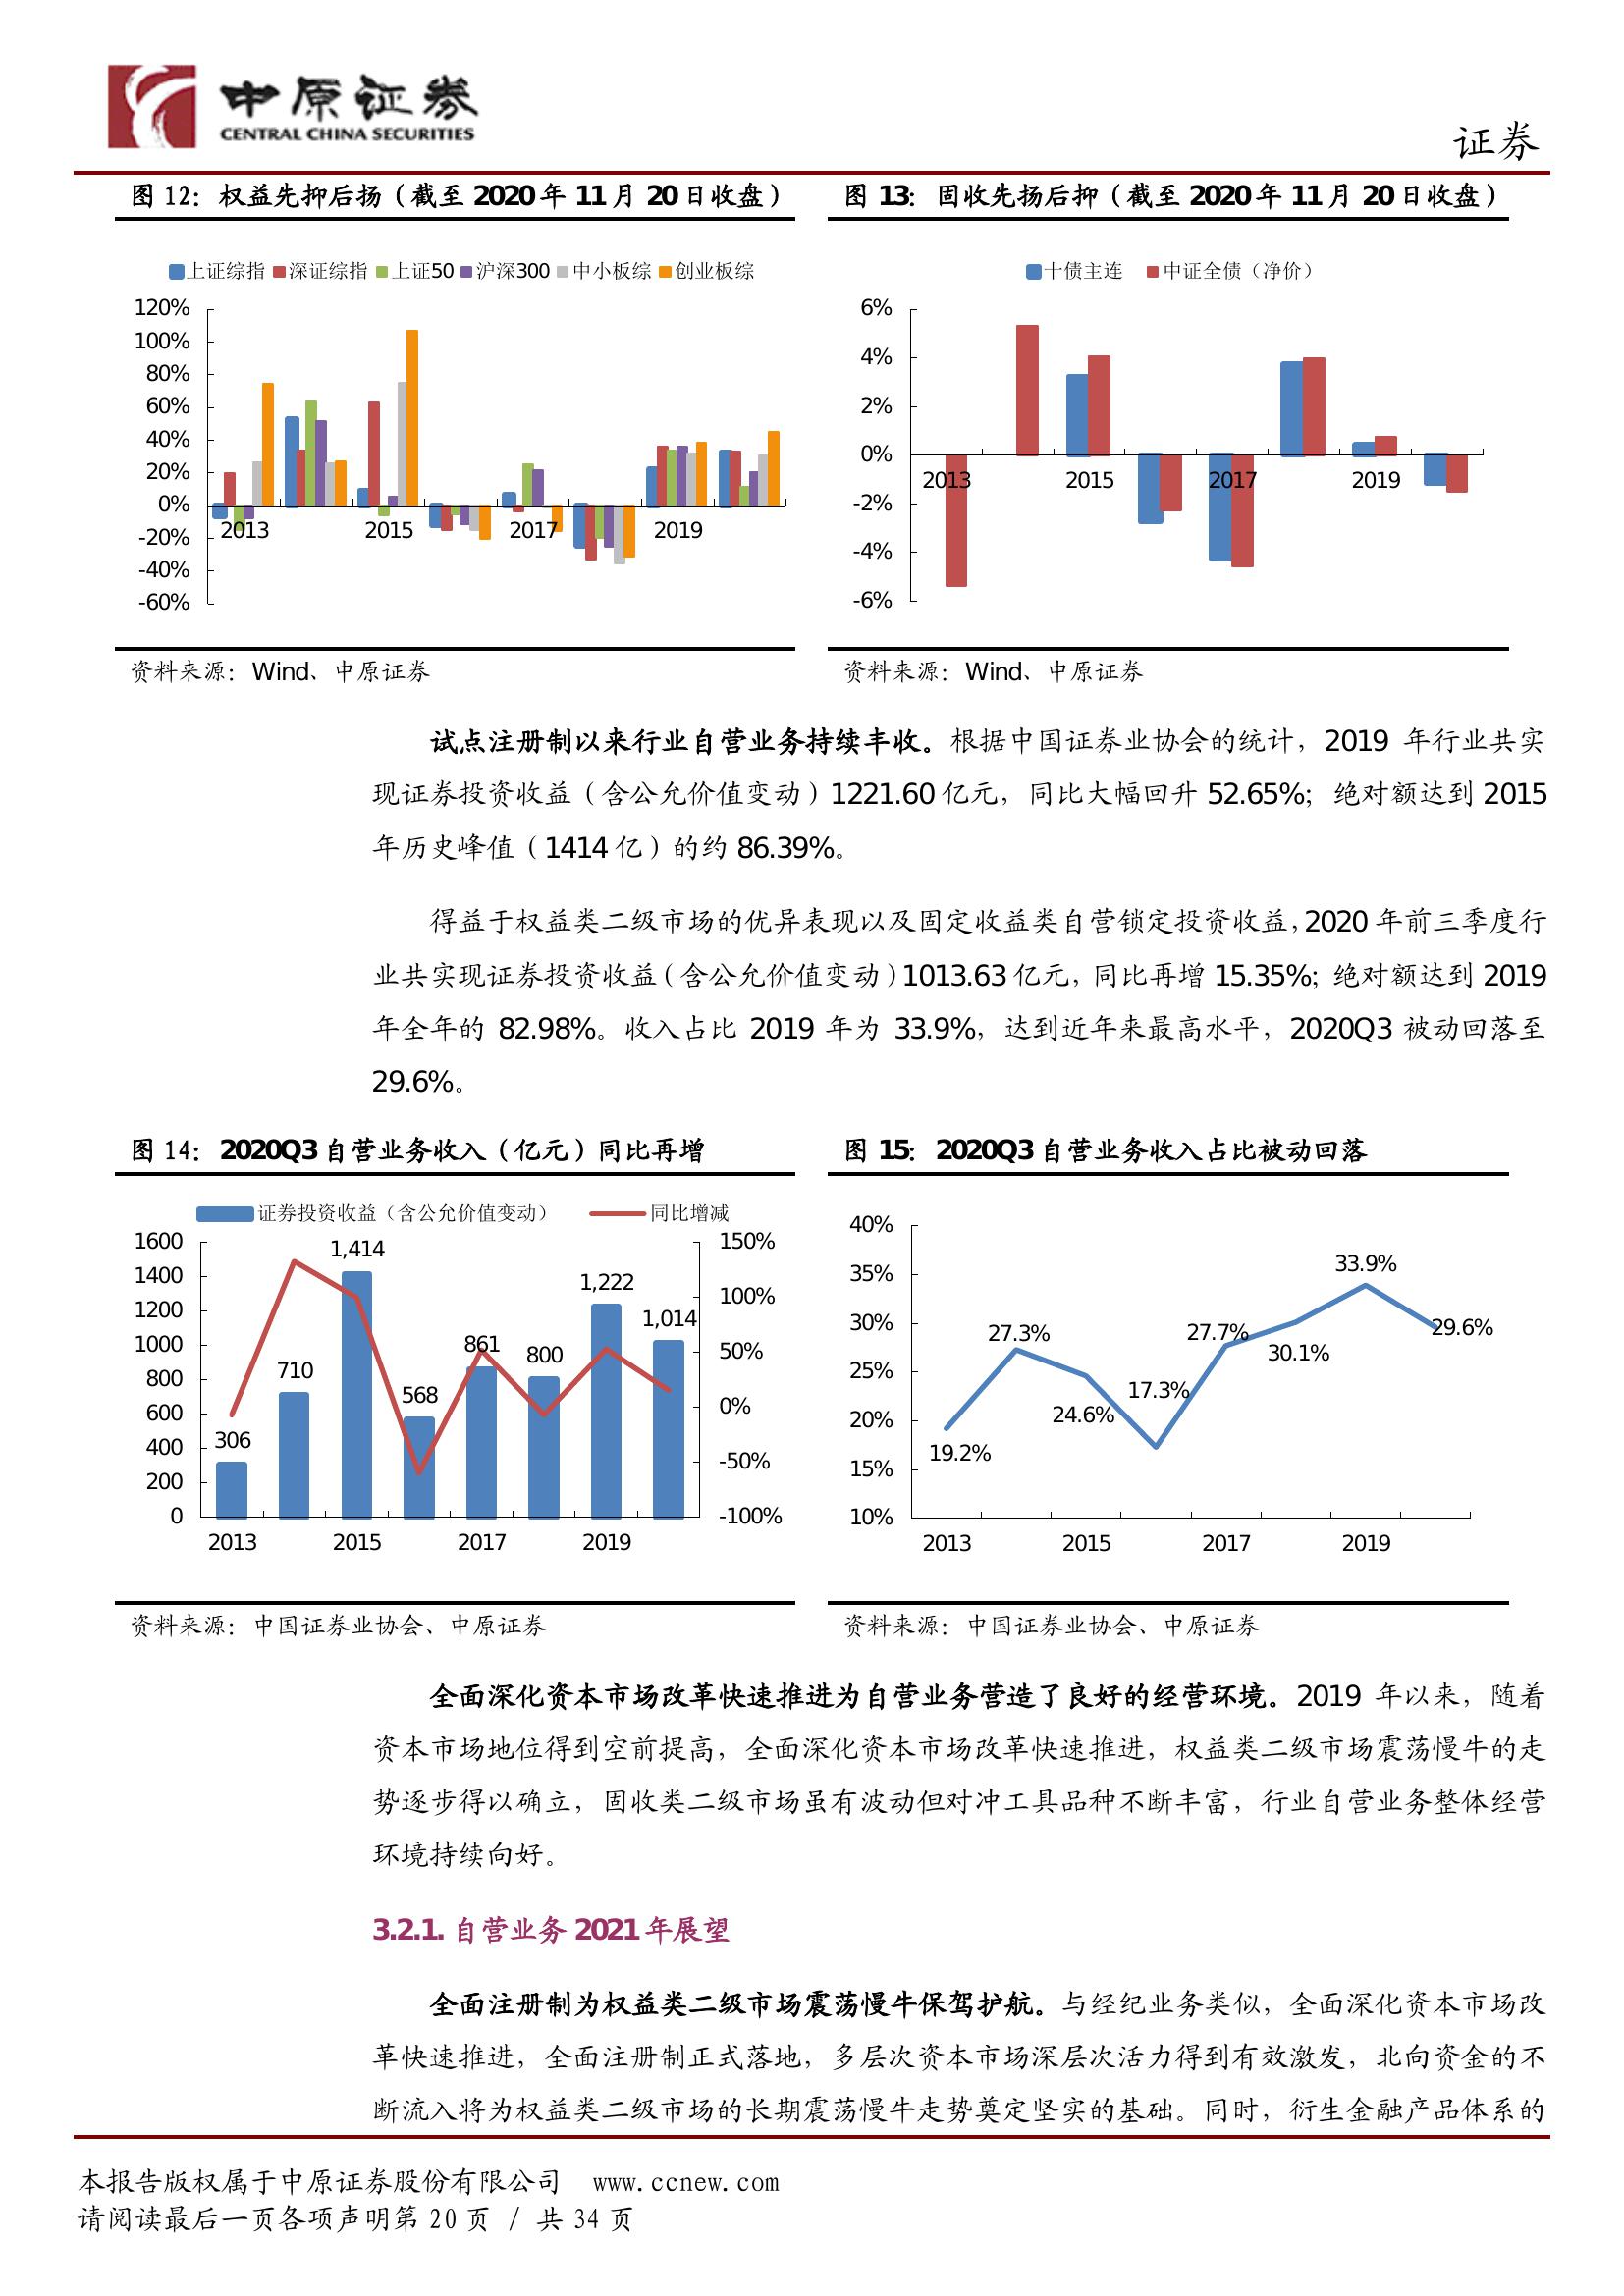 中原证券
CENTRAL CHINA SECURITIES
证券
图 12：权益先抑后扬（截至 2020 年 11 月 20 日收盘）
上证综指 深证综指 上证50 沪深300 中小板综 创业板综
120%
100%
80%
60%
40%
20%
0%
-20%
-40%
-60%
2013 2015 2017 2019
资料来源：Wind、中原证券
图 13：固收先扬后抑（截至 2020 年 11 月 20 日收盘）
十债主连 中证全债（净价）
6%
4%
2%
0%
-2%
-4%
-6%
2013 2015 2017 2019
资料来源：Wind、中原证券
试点注册制以来行业自营业务持续丰收。根据中国证券业协会的统计，2019 年行业共实
现证券投资收益（含公允价值变动）1221.60 亿元，同比大幅回升 52.65%；绝对额达到 2015
年历史峰值（1414 亿）的约 86.39%。
得益于权益类二级市场的优异表现以及固定收益类自营锁定投资收益，2020 年前三季度行
业共实现证券投资收益（含公允价值变动）1013.63 亿元，同比再增 15.35%；绝对额达到 2019
年全年的 82.98%。收入占比 2019 年为 33.9%，达到近年来最高水平，2020Q3 被动回落至
29.6%。
图 14：2020Q3 自营业务收入（亿元）同比再增
证券投资收益（含公允价值变动） 同比增减
1600
1400
1200
1000
800
600
400
200
0
306 710 1,414 568 861 800 1,222 1,014
150%
100%
50%
0%
-50%
-100%
2013 2015 2017 2019
资料来源：中国证券业协会、中原证券
图 15：2020Q3 自营业务收入占比被动回落
40%
35%
30%
25%
20%
15%
10%
19.2% 27.3% 24.6% 17.3% 27.7% 30.1% 33.9% 29.6%
2013 2015 2017 2019
资料来源：中国证券业协会、中原证券
全面深化资本市场改革快速推进为自营业务营造了良好的经营环境。2019 年以来，随着
资本市场地位得到空前提高，全面深化资本市场改革快速推进，权益类二级市场震荡慢牛的走
势逐步得以确立，固收类二级市场虽有波动但对冲工具品种不断丰富，行业自营业务整体经营
环境持续向好。
3.2.1. 自营业务 2021 年展望
全面注册制为权益类二级市场震荡慢牛保驾护航。与经纪业务类似，全面深化资本市场改
革快速推进，全面注册制正式落地，多层次资本市场深层次活力得到有效激发，北向资金的不
断流入将为权益类二级市场的长期震荡慢牛走势奠定坚实的基础。同时，衍生金融产品体系的
本报告版权属于中原证券股份有限公司 www.ccnew.com
请阅读最后一页各项声明第 20 页 / 共 34 页